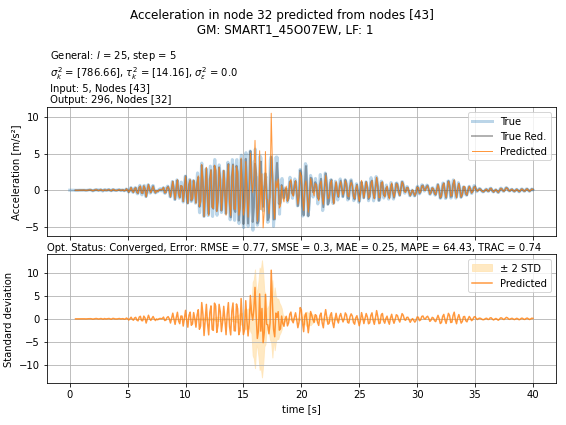 Acceleration in node 32 predicted from nodes [43]
GM: SMART1_45O07EW, LF: 1
General: l = 25, step = 5
σ²ₖ = [786.66], τ²ₖ = [14.16], σ²ε = 0.0
Input: 5, Nodes [43]
Output: 296, Nodes [32]
10
5
0
−5
Acceleration [m/s²]
True
True Red.
Predicted
Opt. Status: Converged, Error: RMSE = 0.77, SMSE = 0.3, MAE = 0.25, MAPE = 64.43, TRAC = 0.74
10
5
0
−5
−10
Standard deviation
± 2 STD
Predicted
0 5 10 15 20 25 30 35 40
time [s]